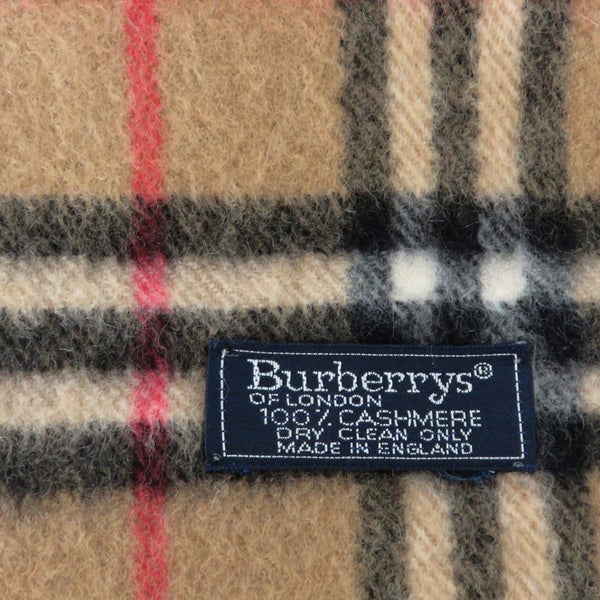 Burberrys®
OF LONDON
100% CASHMERE
DRY CLEAN ONLY
MADE IN ENGLAND